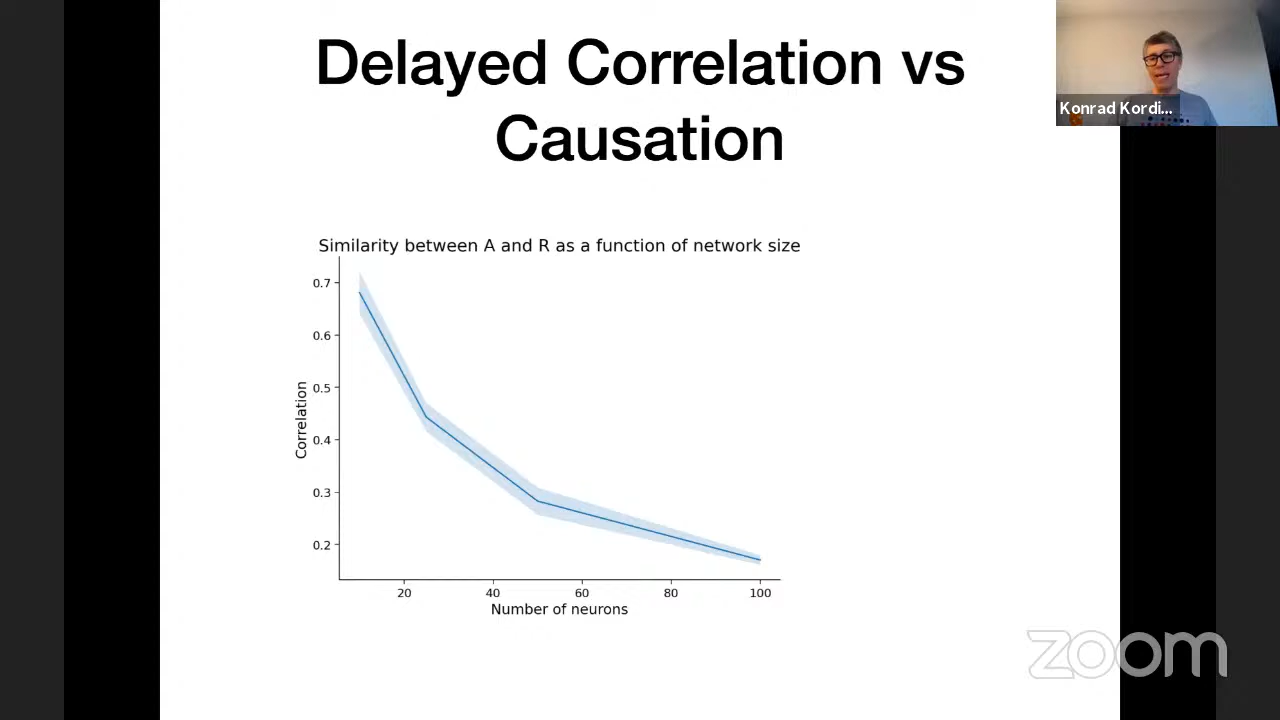 Delayed Correlation vs
Causation
Konrad Kordi...
Similarity between A and R as a function of network size
Correlation
0.7
0.6
0.5
0.4
0.3
0.2
20 40 60 80 100
Number of neurons
zoom